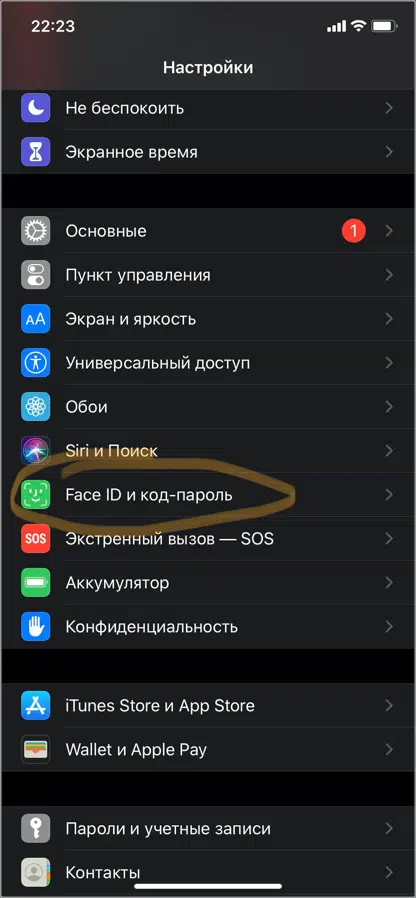 22:23
Настройки
Не беспокоить
Экранное время
Основные 1
Пункт управления
AA Экран и яркость
Универсальный доступ
Обои
Siri и Поиск
Face ID и код-пароль
SOS Экстренный вызов — SOS
Аккумулятор
Конфиденциальность
iTunes Store и App Store
Wallet и Apple Pay
Пароли и учетные записи
Контакты